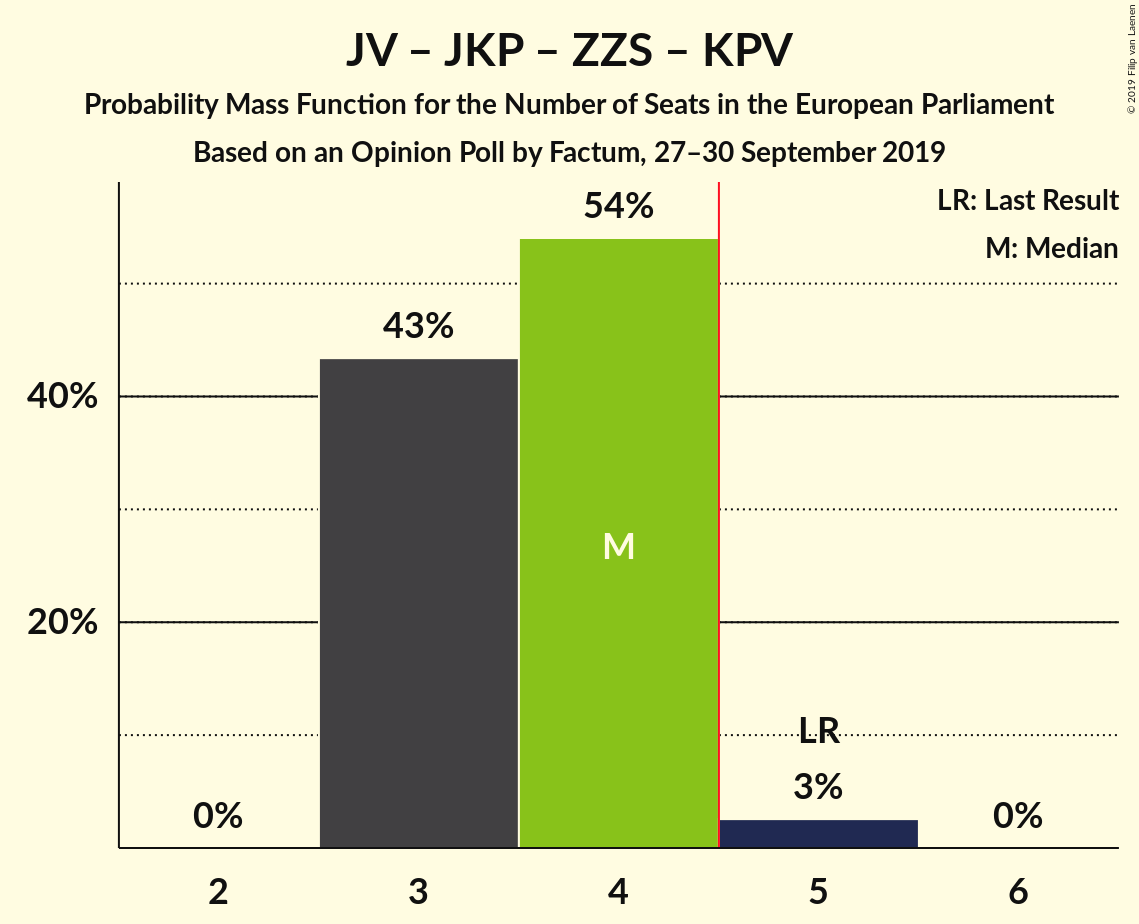 JV – JKP – ZZS – KPV
Probability Mass Function for the Number of Seats in the European Parliament
Based on an Opinion Poll by Factum, 27–30 September 2019
© 2019 Filip van Laenen
LR: Last Result
M: Median
54%
43%
40%
M
20%
LR
3%
0%
0%
2
3
4
5
6